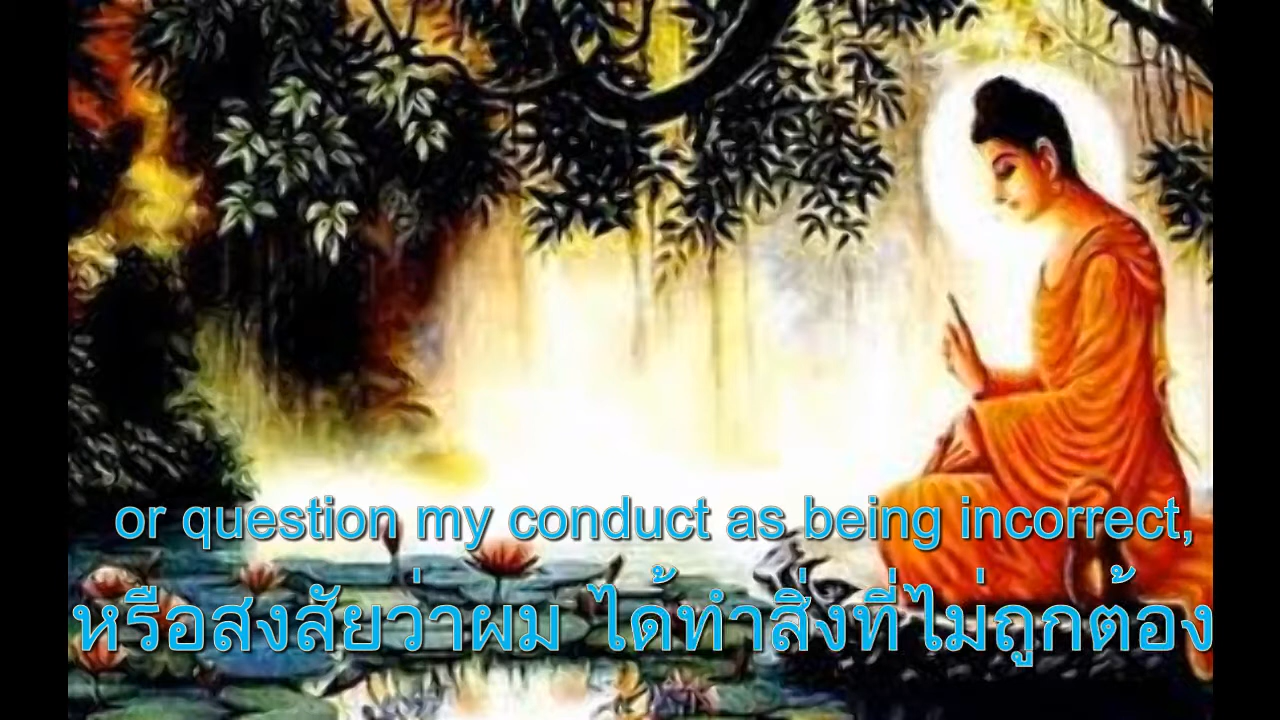 or question my conduct as being incorrect,
หรือสงสัยว่าผม ได้ทำสิ่งที่ไม่ถูกต้อง